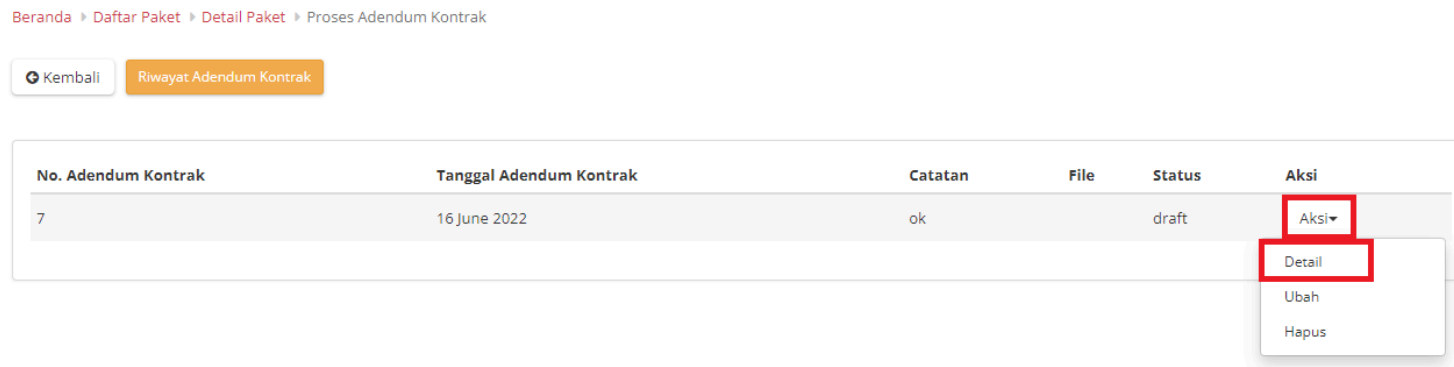 Beranda Daftar Paket Detail Paket Proses Adendum Kontrak
Kembali Riwayat Adendum Kontrak
No. Adendum Kontrak Tanggal Adendum Kontrak Catatan File Status Aksi
7 16 June 2022 ok draft Aksi
Detail
Ubah
Hapus